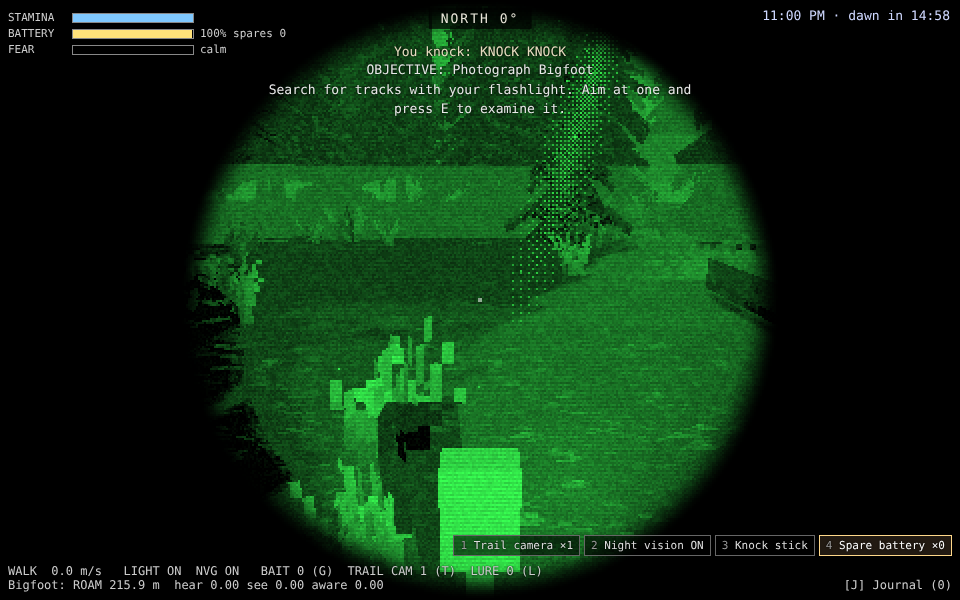 STAMINA
BATTERY 100% spares 0
FEAR calm
NORTH 0°
11:00 PM · dawn in 14:58
You knock: KNOCK KNOCK
OBJECTIVE: Photograph Bigfoot
Search for tracks with your flashlight. Aim at one and
press E to examine it.
1 Trail camera ×1
2 Night vision ON
3 Knock stick
4 Spare battery ×0
WALK 0.0 m/s LIGHT ON NVG ON BAIT 0 (G) TRAIL CAM 1 (T) LURE 0 (L)
Bigfoot: ROAM 215.9 m hear 0.00 see 0.00 aware 0.00
[J] Journal (0)